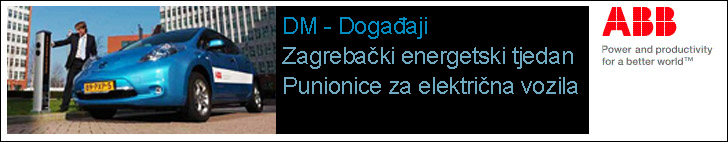 DM - Događaji
Zagrebački energetski tjedan
Punionice za električna vozila
ABB
Power and productivity
for a better world™